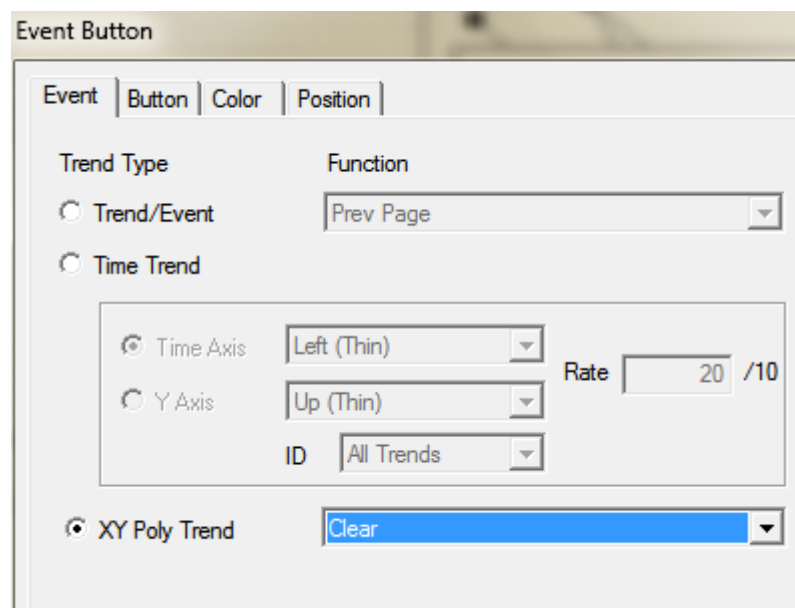 Event Button
Event Button Color Position
Trend Type Function
Trend/Event Prev Page
Time Trend
Time Axis Left (Thin)
Rate 20 /10
Y Axis Up (Thin)
ID All Trends
XY Poly Trend Clear